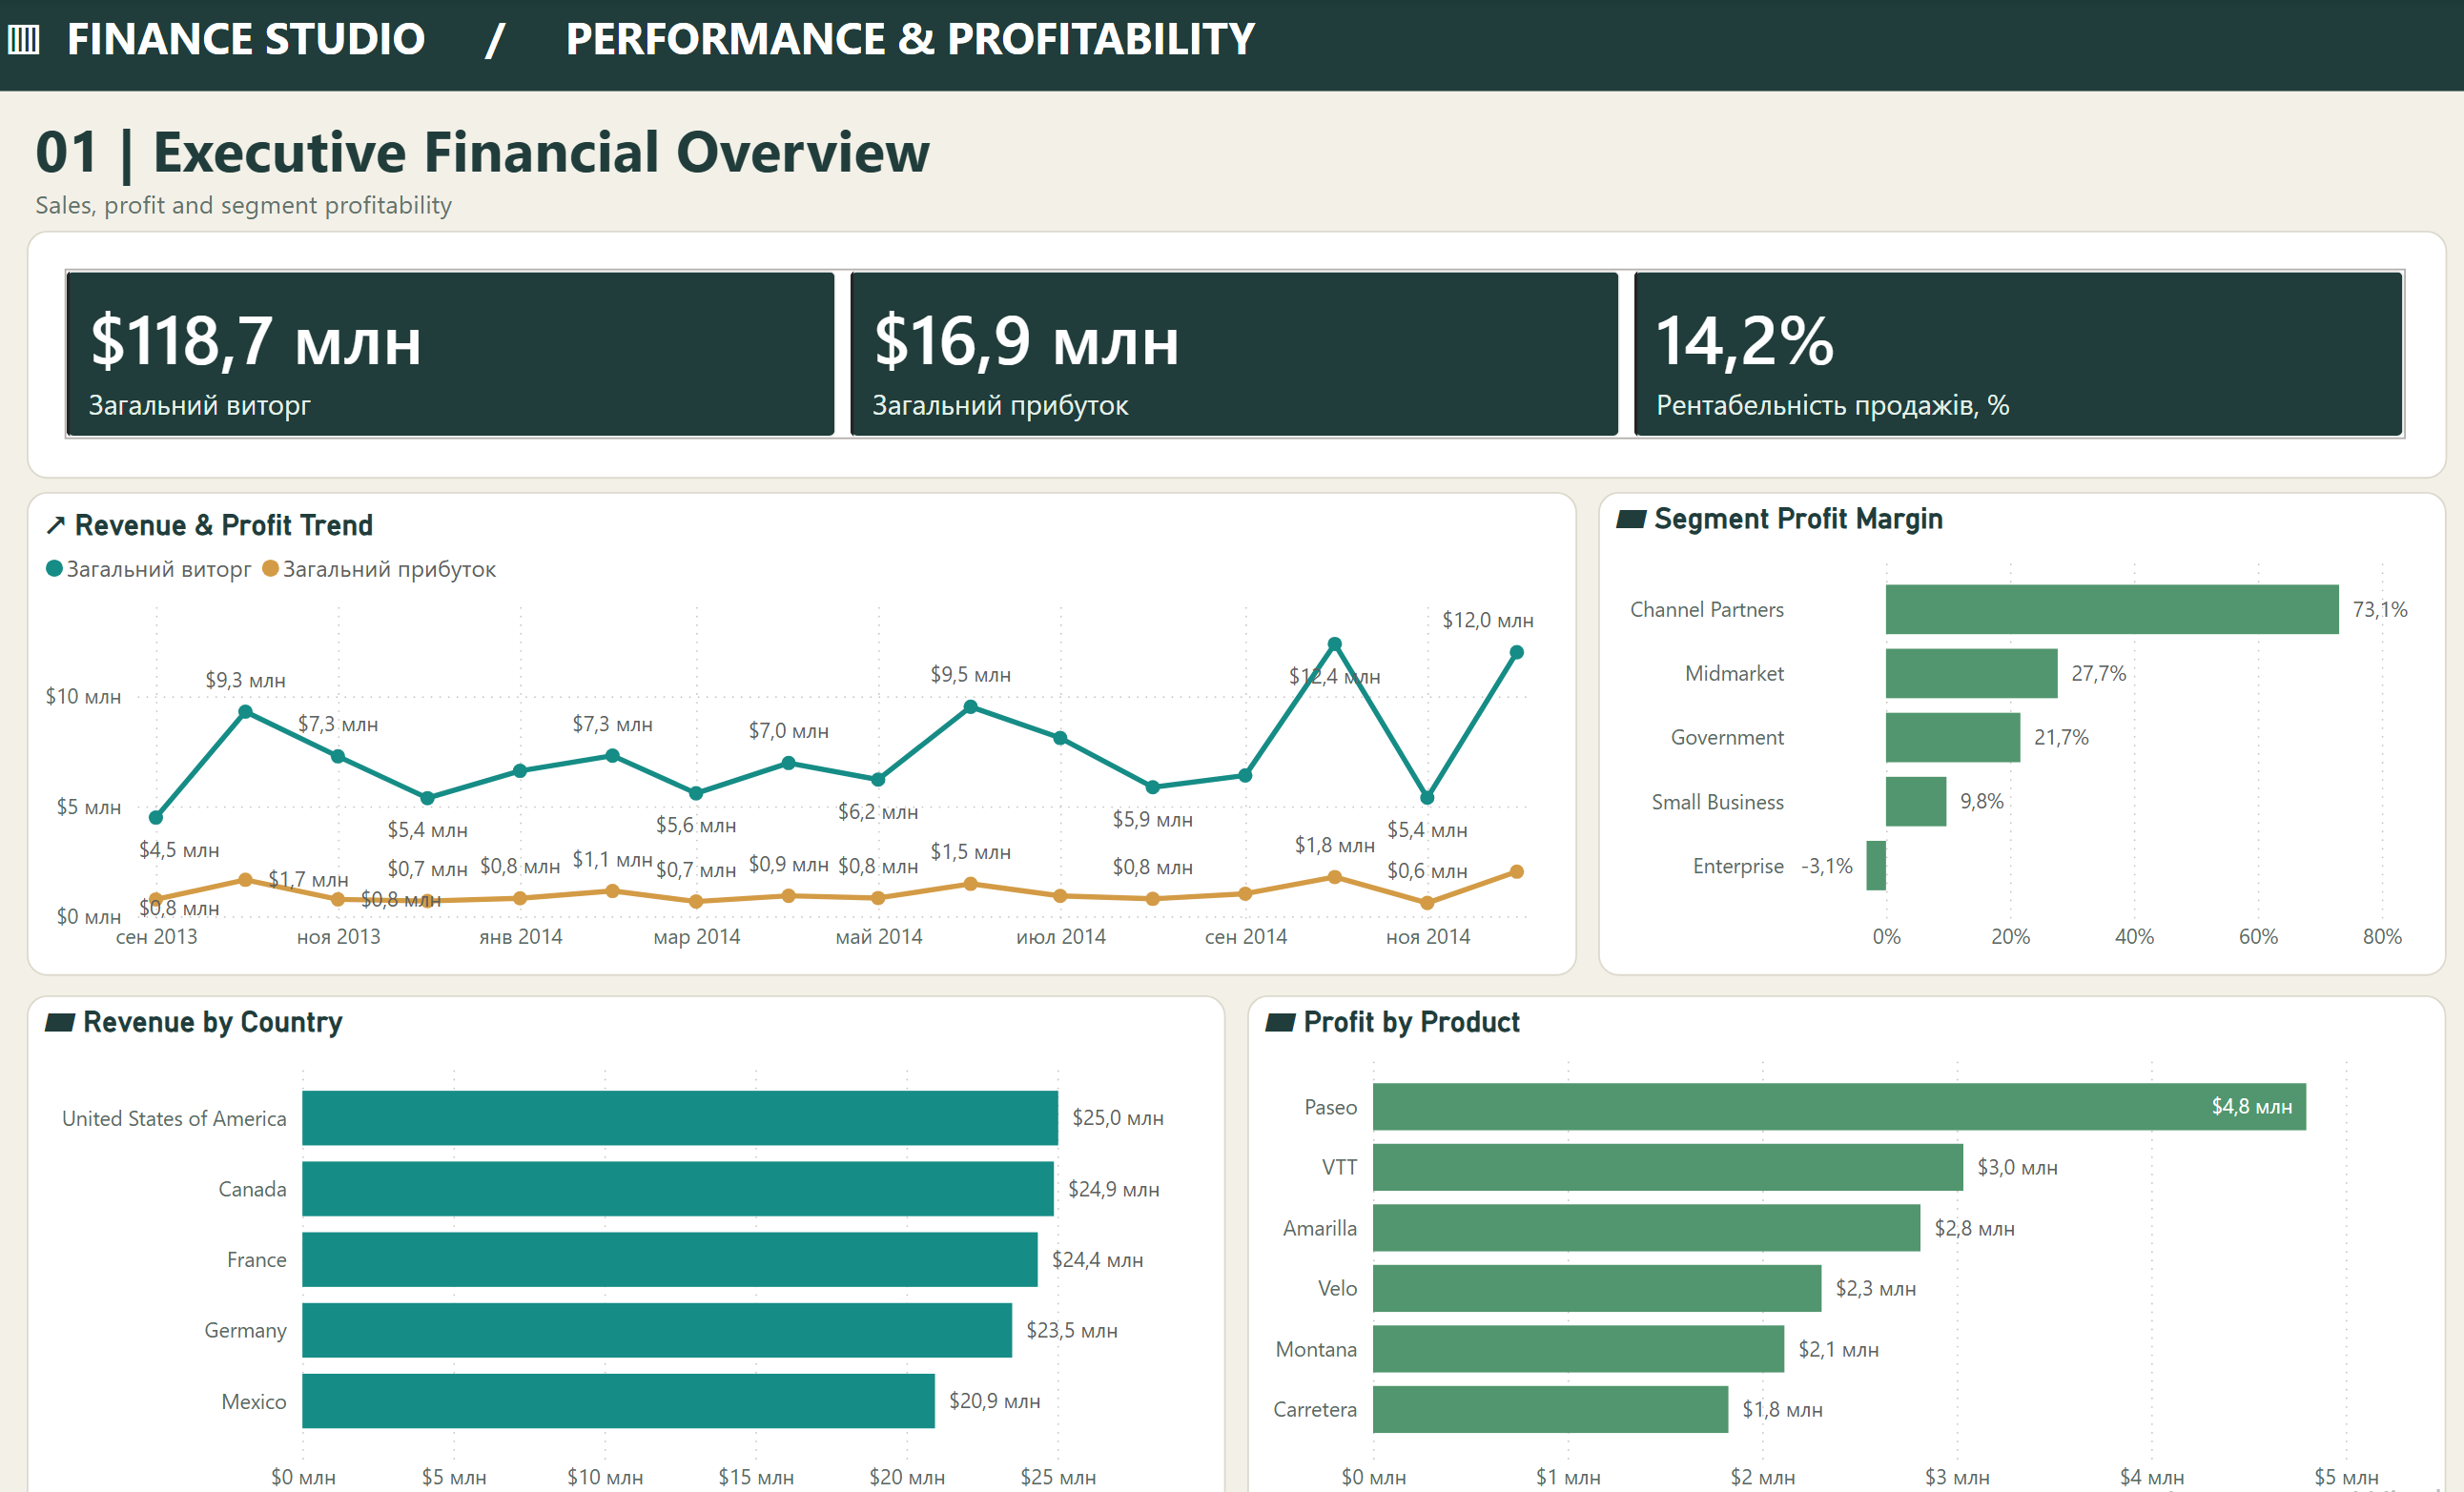 FINANCE STUDIO / PERFORMANCE & PROFITABILITY
01 | Executive Financial Overview
Sales, profit and segment profitability
$118,7 млн
Загальний виторг
$16,9 млн
Загальний прибуток
14,2%
Рентабельність продажів, %
↗ Revenue & Profit Trend
Загальний виторг Загальний прибуток
$10 млн
$5 млн
$0 млн
$4,5 млн
$9,3 млн
$7,3 млн
$5,4 млн
$7,3 млн
$5,6 млн
$7,0 млн
$6,2 млн
$9,5 млн
$5,9 млн
$12,4 млн
$5,4 млн
$12,0 млн
$0,8 млн
$1,7 млн
$0,8 млн
$0,7 млн
$0,8 млн
$1,1 млн
$0,7 млн
$0,9 млн
$0,8 млн
$1,5 млн
$0,8 млн
$1,8 млн
$0,6 млн
сен 2013 ноя 2013 янв 2014 мар 2014 май 2014 июл 2014 сен 2014 ноя 2014
Segment Profit Margin
Channel Partners 73,1%
Midmarket 27,7%
Government 21,7%
Small Business 9,8%
Enterprise -3,1%
0% 20% 40% 60% 80%
Revenue by Country
United States of America $25,0 млн
Canada $24,9 млн
France $24,4 млн
Germany $23,5 млн
Mexico $20,9 млн
$0 млн $5 млн $10 млн $15 млн $20 млн $25 млн
Profit by Product
Paseo $4,8 млн
VTT $3,0 млн
Amarilla $2,8 млн
Velo $2,3 млн
Montana $2,1 млн
Carretera $1,8 млн
$0 млн $1 млн $2 млн $3 млн $4 млн $5 млн